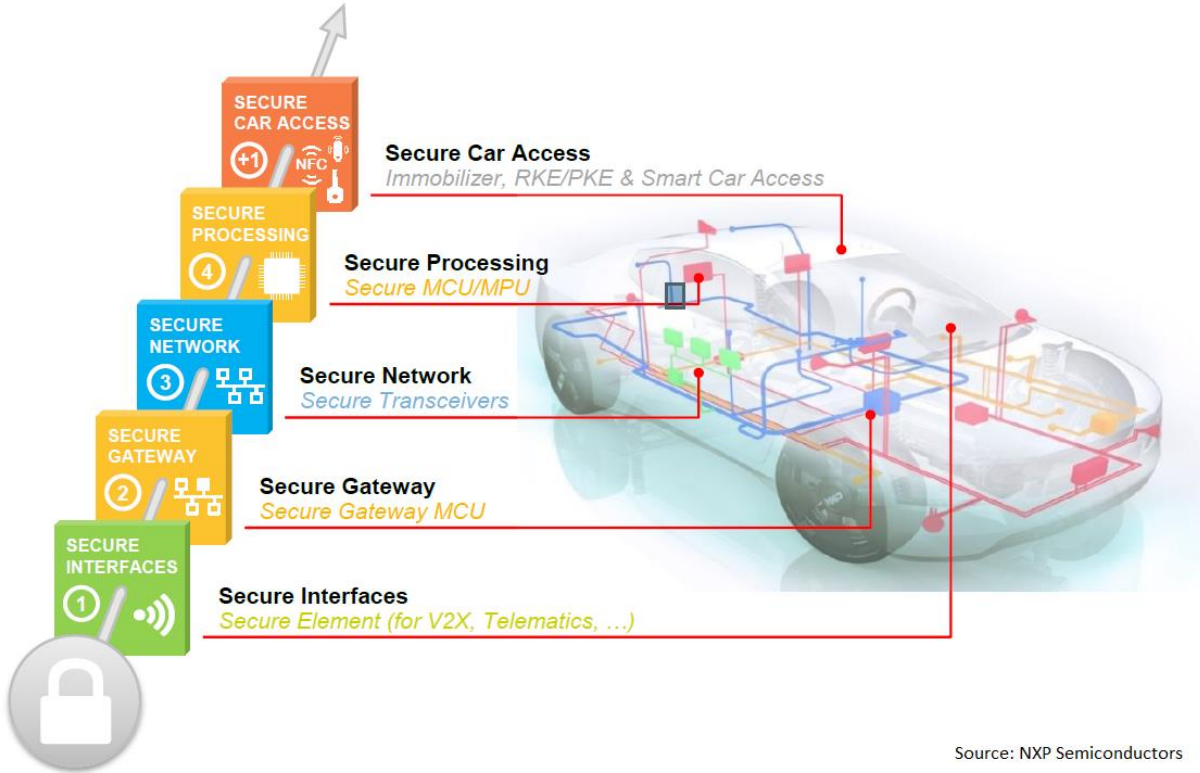 SECURE
CAR ACCESS
+1
NFC
Secure Car Access
Immobilizer, RKE/PKE & Smart Car Access
SECURE
PROCESSING
4
Secure Processing
Secure MCU/MPU
SECURE
NETWORK
3
Secure Network
Secure Transceivers
SECURE
GATEWAY
2
Secure Gateway
Secure Gateway MCU
SECURE
INTERFACES
1
Secure Interfaces
Secure Element (for V2X, Telematics, …)
Source: NXP Semiconductors